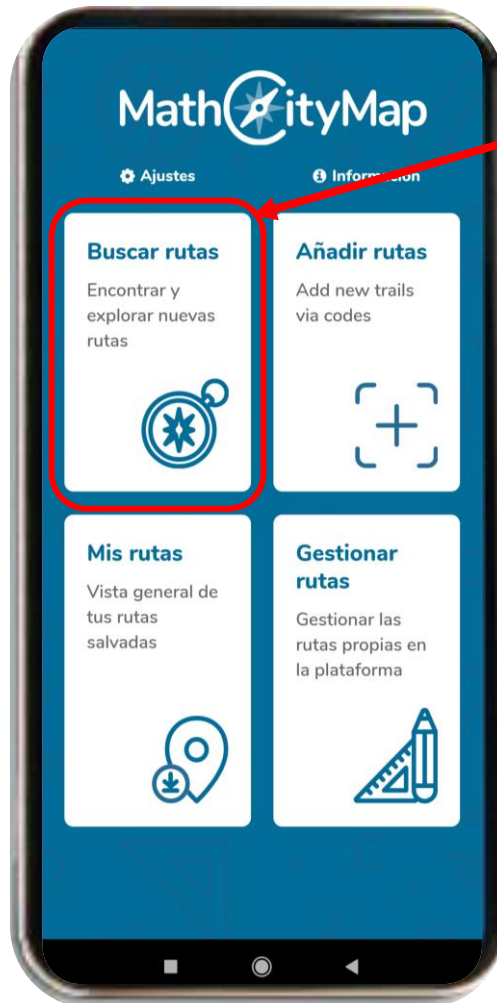 MathCityMap
Ajustes
Información
Buscar rutas
Encontrar y
explorar nuevas
rutas
Añadir rutas
Add new trails
via codes
Mis rutas
Vista general de
tus rutas
salvadas
Gestionar
rutas
Gestionar las
rutas propias en
la plataforma